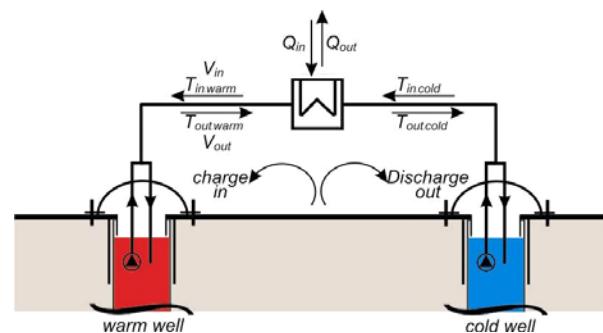 Q_in Q_out
V_in
T_in warm T_in cold
T_out warm T_out cold
V_out
charge in
Discharge out
warm well cold well